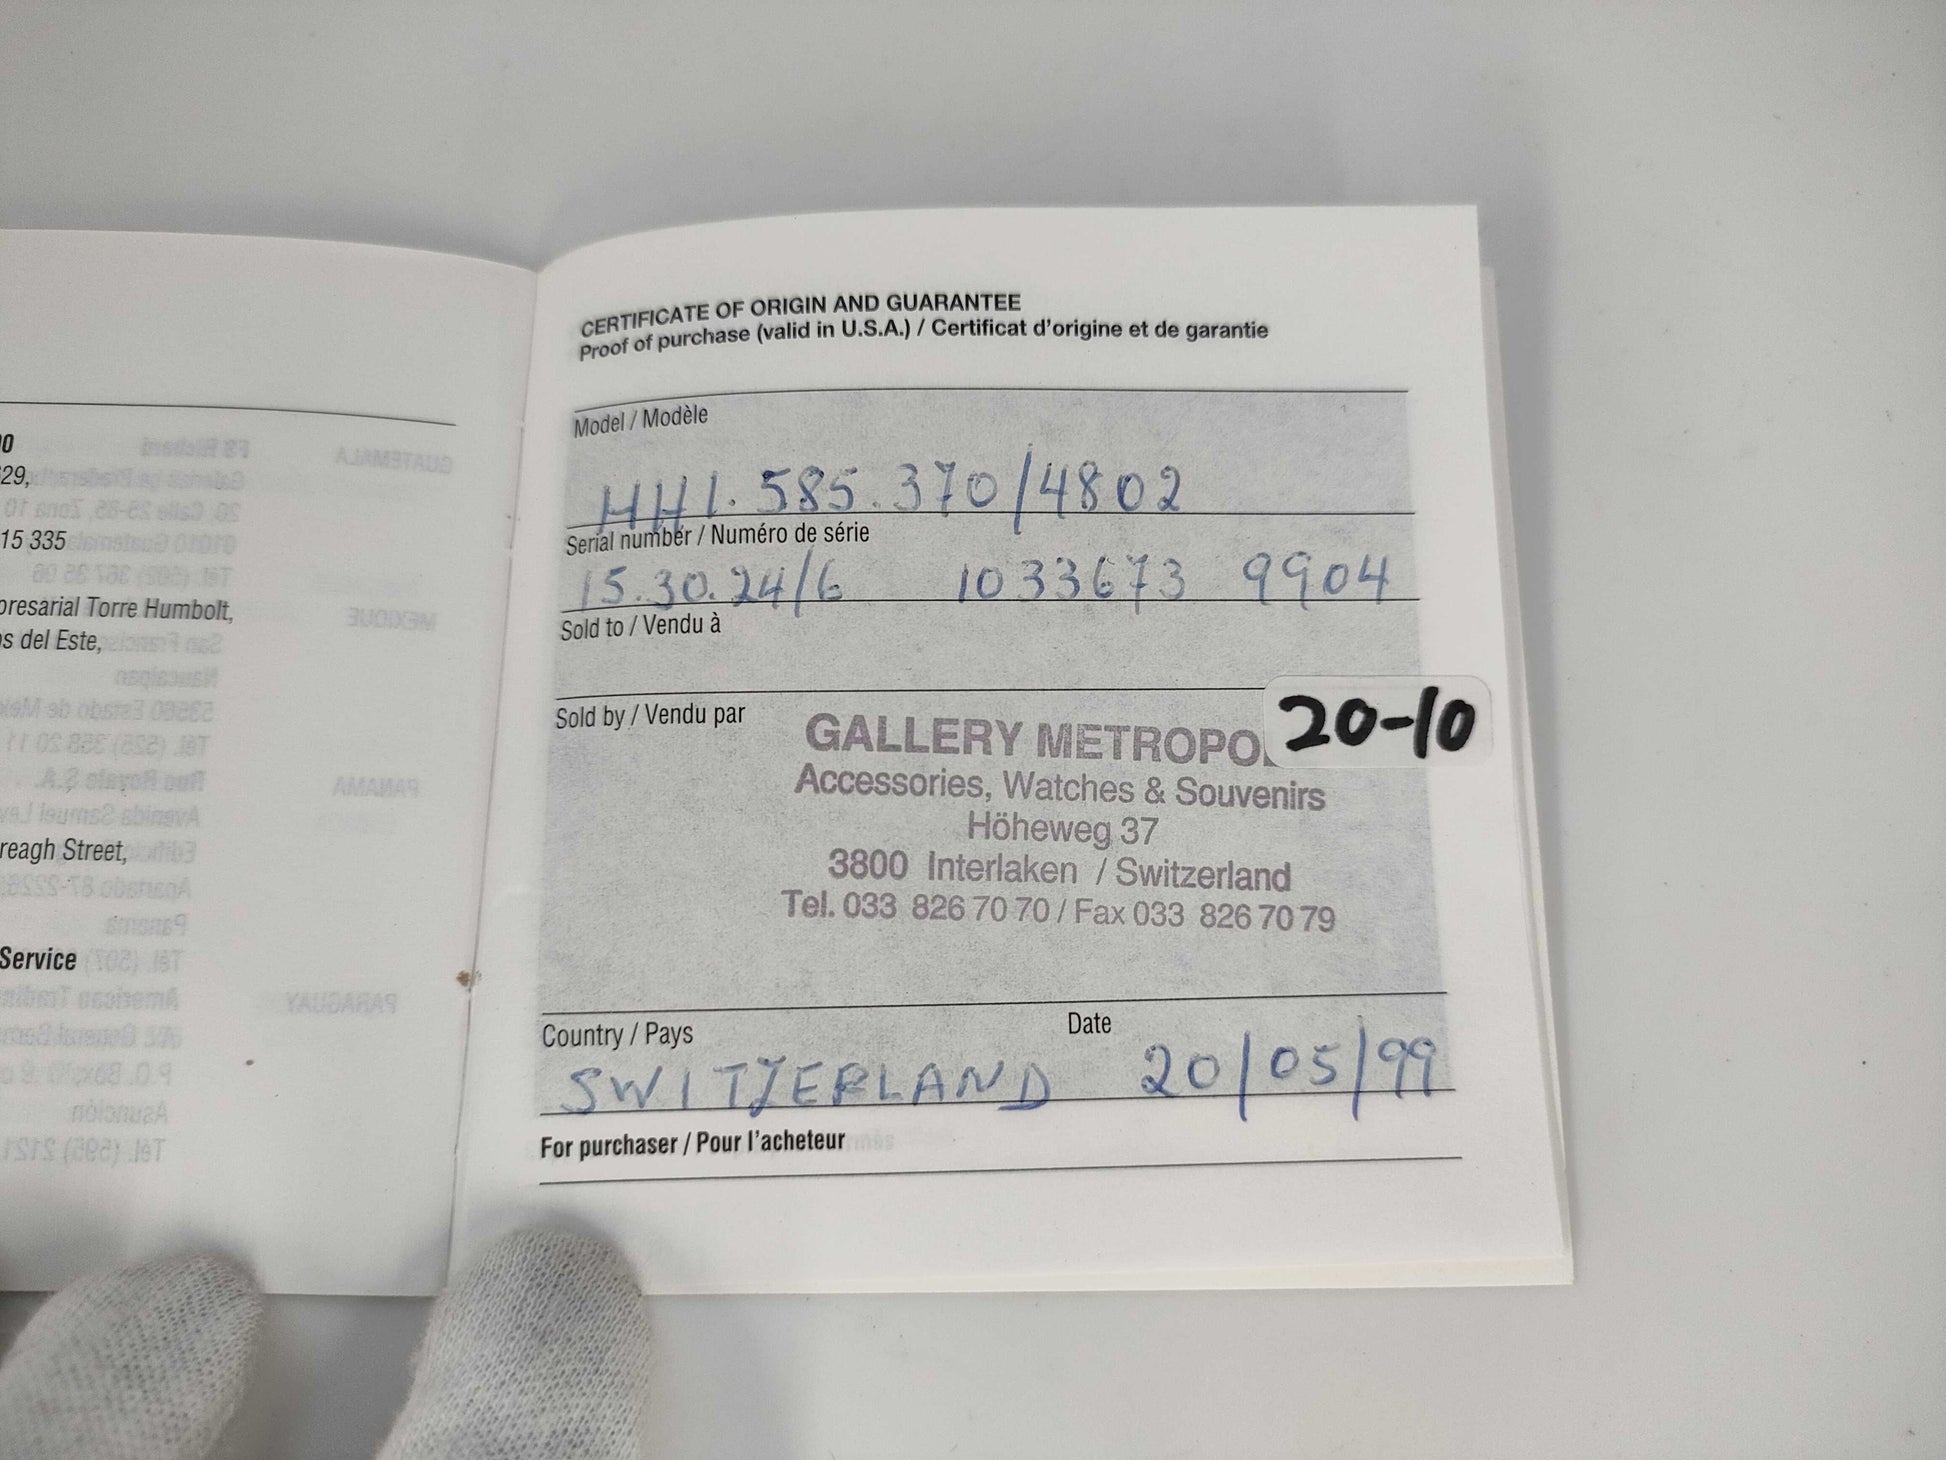 00
629,
15 335
presarial Torre Humbolt,
os del Este,
reagh Street,
Service
CERTIFICATE OF ORIGIN AND GUARANTEE
Proof of purchase (valid in U.S.A.) / Certificat d'origine et de garantie
Model / Modèle
HH1.585.370/4802
Serial number / Numéro de série
15.30.24/6 1033673 9904
Sold to / Vendu à
Sold by / Vendu par
20-10
GALLERY METROPO
Accessories, Watches & Souvenirs
Höheweg 37
3800 Interlaken / Switzerland
Tel. 033 826 70 70 / Fax 033 826 70 79
Country / Pays Date
SWITZERLAND 20/05/99
For purchaser / Pour l'acheteur